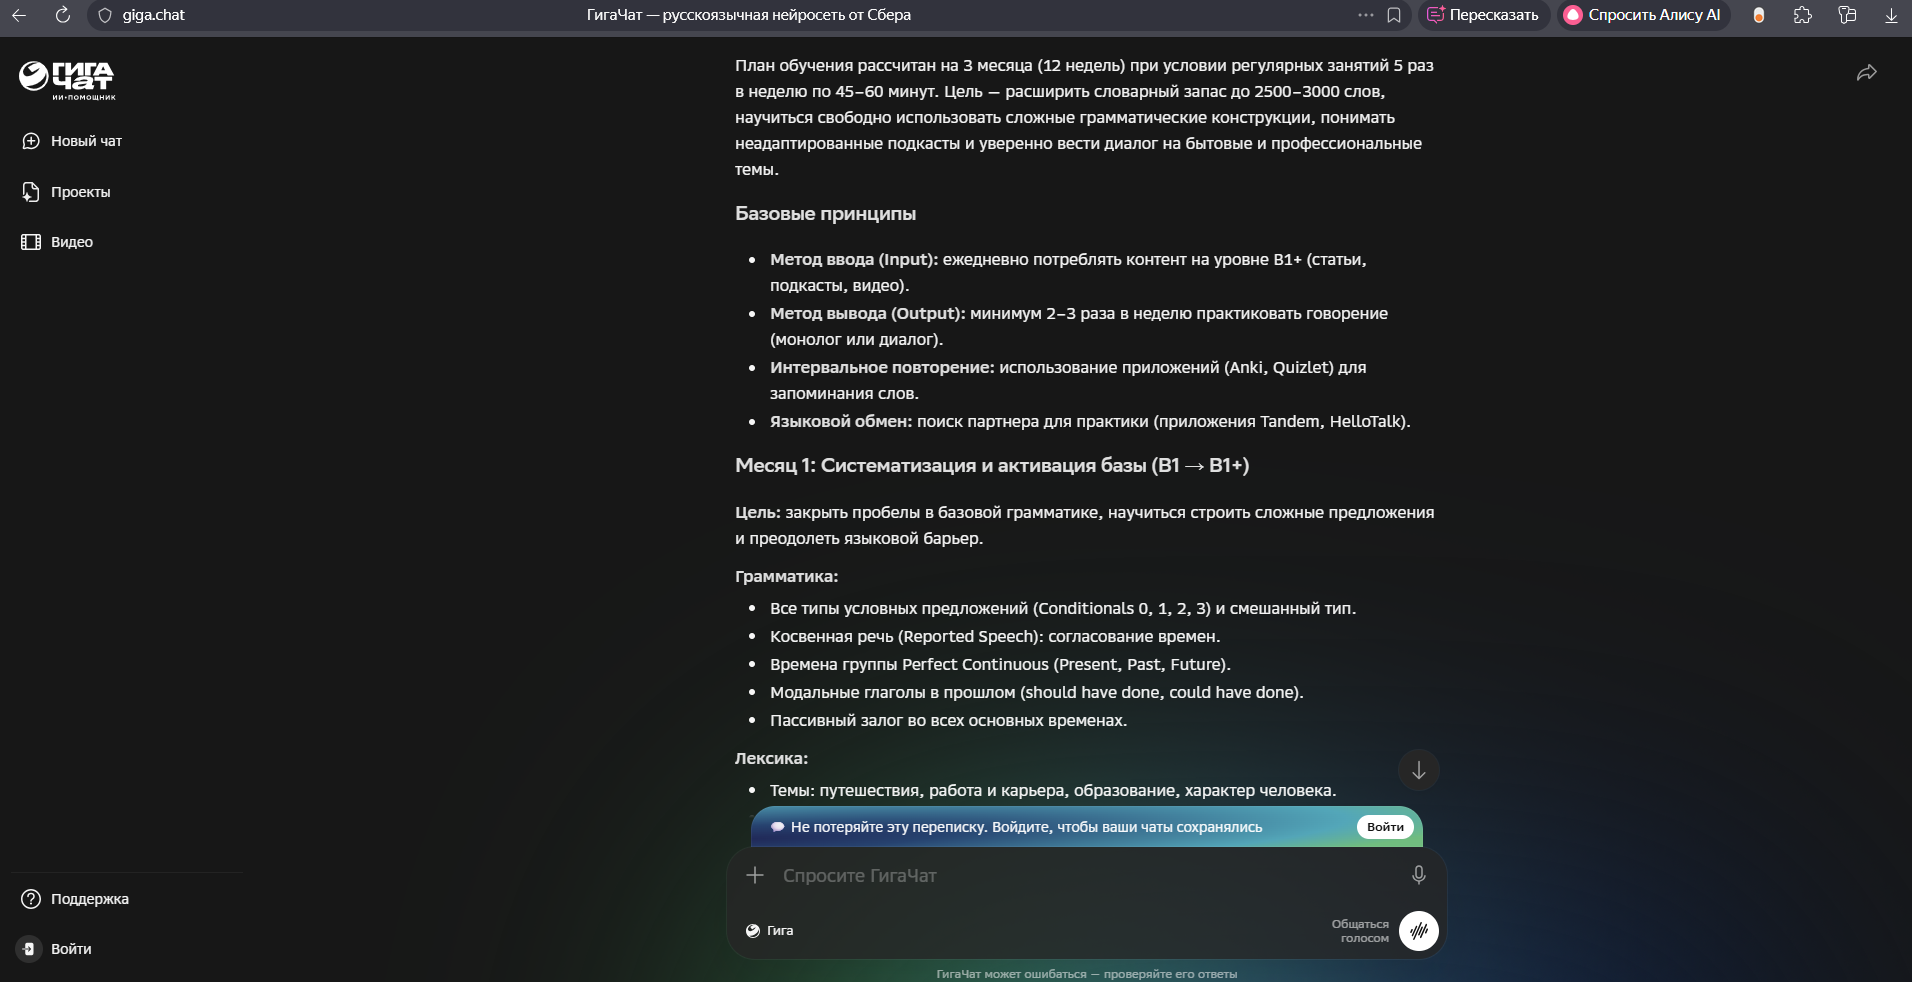 giga.chat
ГигаЧат — русскоязычная нейросеть от Сбера
Пересказать
Спросить Алису AI
ГИГА
ЧАТ
ИИ-ПОМОЩНИК
Новый чат
Проекты
Видео
План обучения рассчитан на 3 месяца (12 недель) при условии регулярных занятий 5 раз
в неделю по 45–60 минут. Цель — расширить словарный запас до 2500–3000 слов,
научиться свободно использовать сложные грамматические конструкции, понимать
неадаптированные подкасты и уверенно вести диалог на бытовые и профессиональные
темы.
Базовые принципы
• Метод ввода (Input): ежедневно потреблять контент на уровне B1+ (статьи,
подкасты, видео).
• Метод вывода (Output): минимум 2–3 раза в неделю практиковать говорение
(монолог или диалог).
• Интервальное повторение: использование приложений (Anki, Quizlet) для
запоминания слов.
• Языковой обмен: поиск партнера для практики (приложения Tandem, HelloTalk).
Месяц 1: Систематизация и активация базы (B1 → B1+)
Цель: закрыть пробелы в базовой грамматике, научиться строить сложные предложения
и преодолеть языковой барьер.
Грамматика:
• Все типы условных предложений (Conditionals 0, 1, 2, 3) и смешанный тип.
• Косвенная речь (Reported Speech): согласование времен.
• Времена группы Perfect Continuous (Present, Past, Future).
• Модальные глаголы в прошлом (should have done, could have done).
• Пассивный залог во всех основных временах.
Лексика:
• Темы: путешествия, работа и карьера, образование, характер человека.
Не потеряйте эту переписку. Войдите, чтобы ваши чаты сохранялись
Войти
Спросите ГигаЧат
Гига
Общаться
голосом
ГигаЧат может ошибаться — проверяйте его ответы
Поддержка
Войти